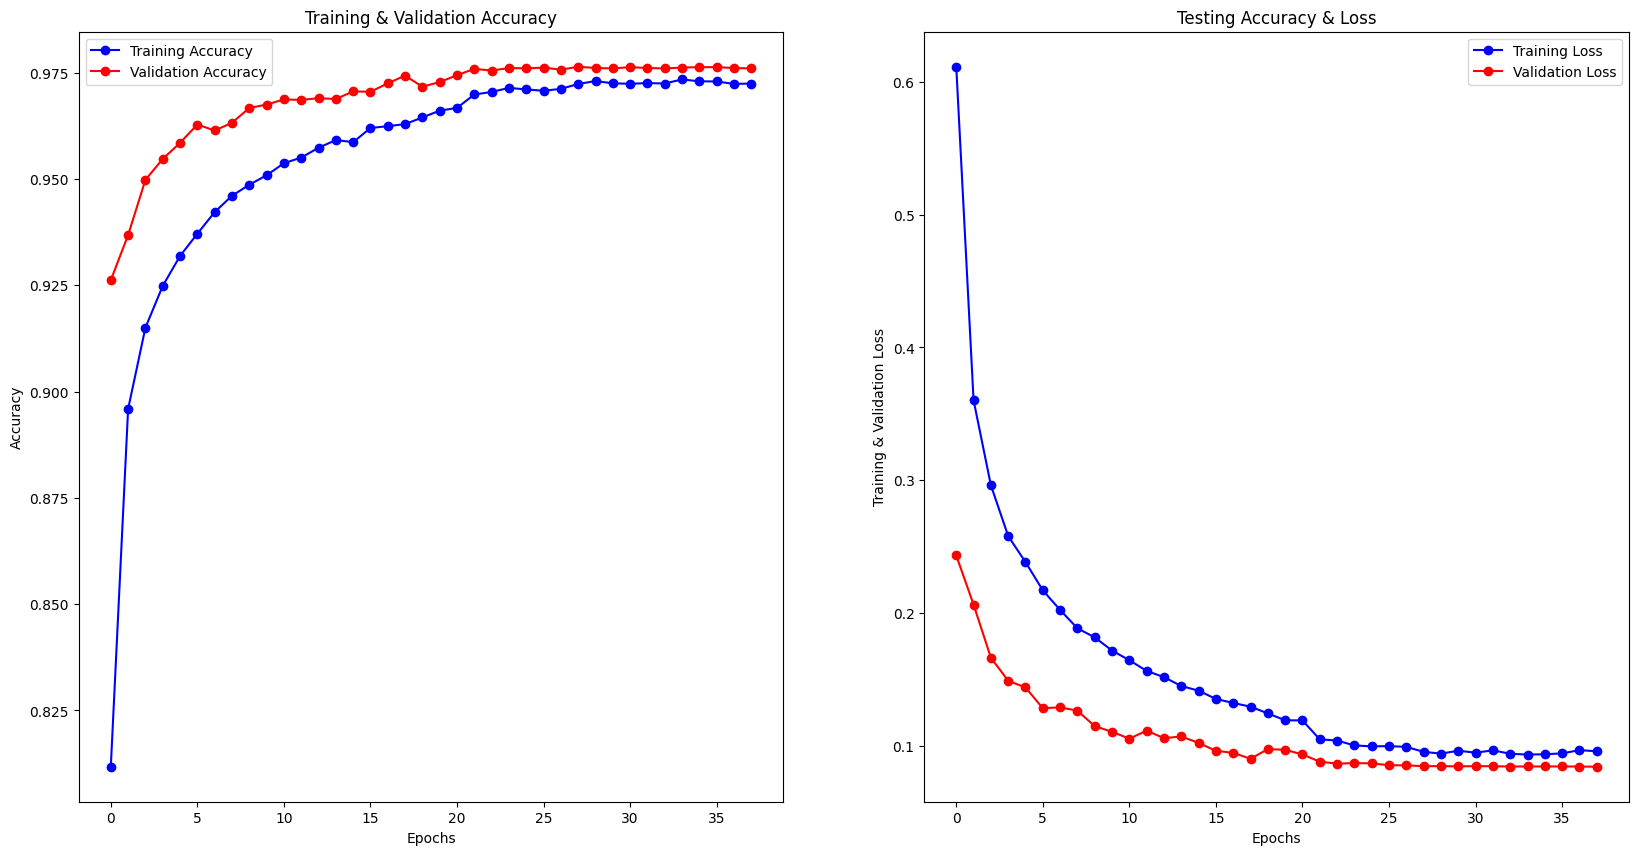 Training & Validation Accuracy
Training Accuracy
Validation Accuracy
0.975
0.950
0.925
0.900
0.875
0.850
0.825
Accuracy
0
5
10
15
20
25
30
35
Epochs
Testing Accuracy & Loss
Training Loss
Validation Loss
0.6
0.5
0.4
0.3
0.2
0.1
Training & Validation Loss
0
5
10
15
20
25
30
35
Epochs